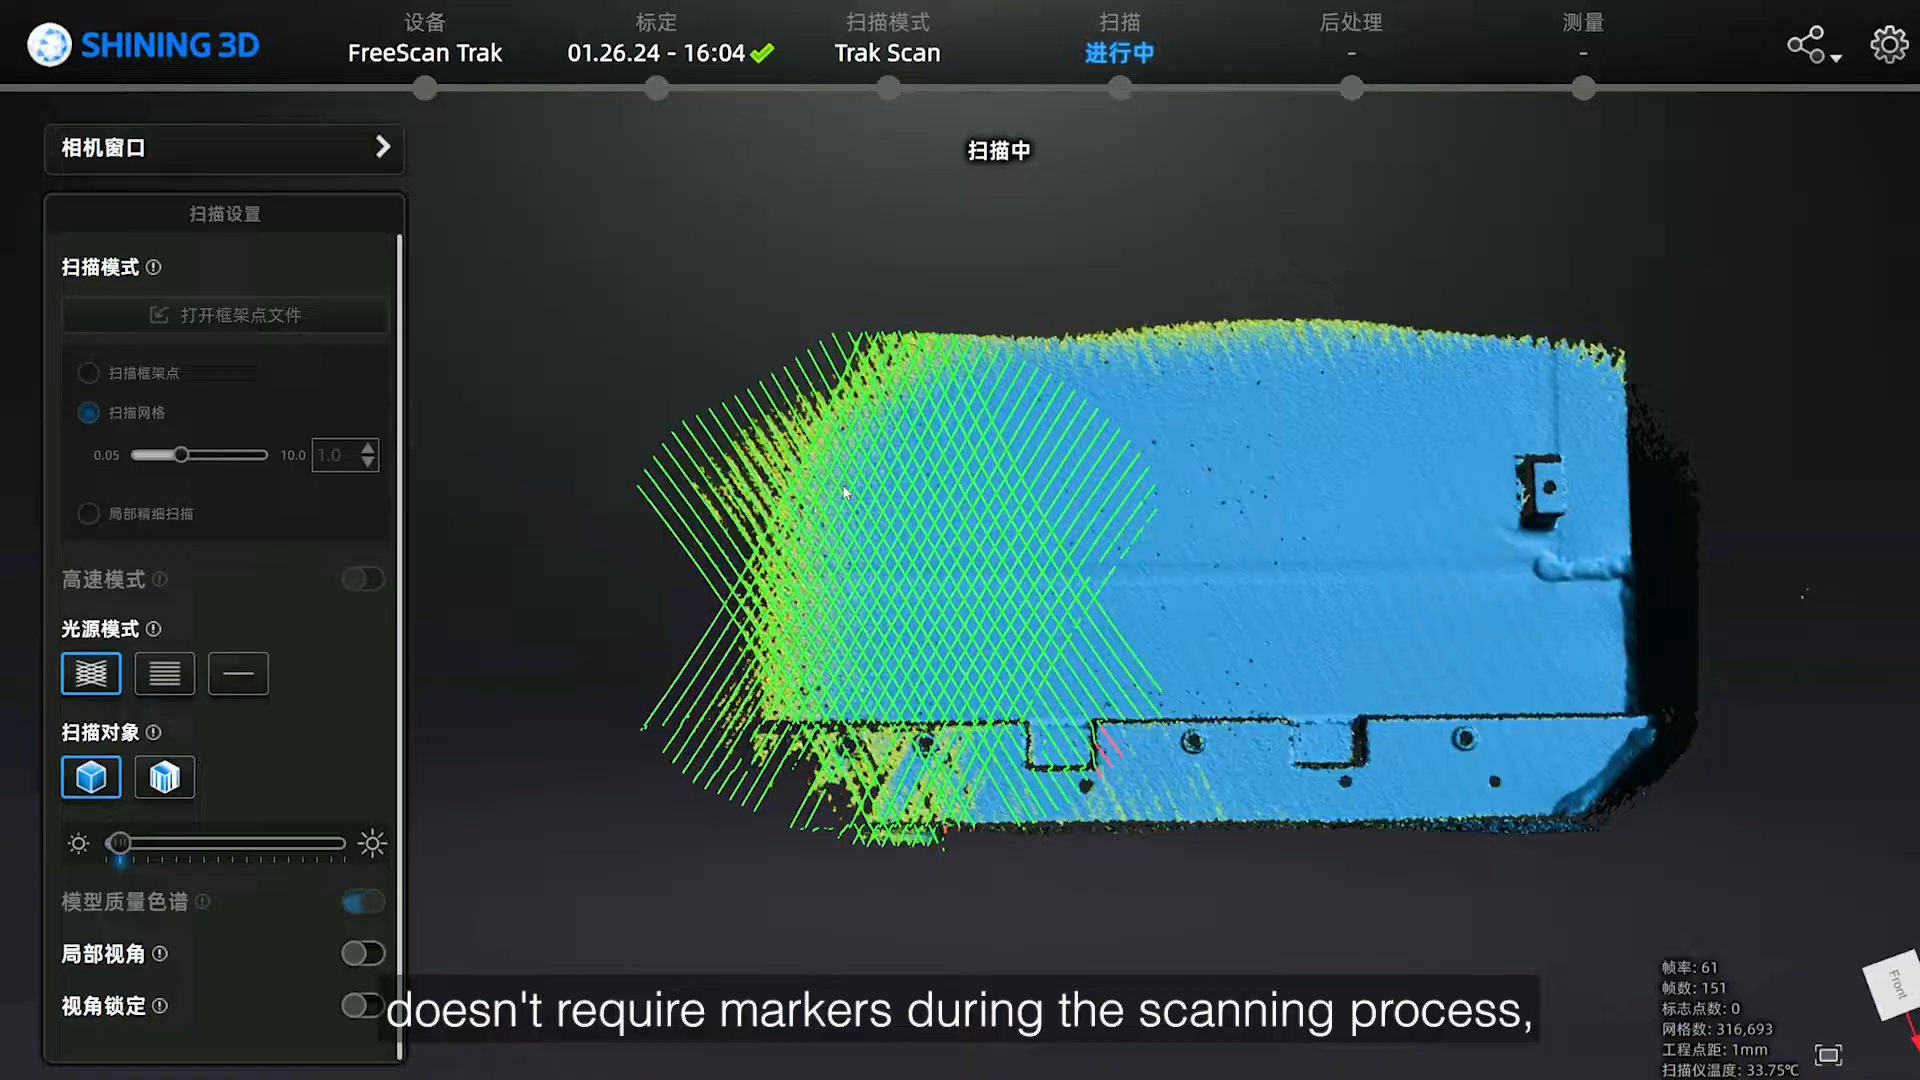 SHINING 3D
设备
FreeScan Trak
标定
01.26.24 - 16:04
扫描模式
Trak Scan
扫描
进行中
后处理
-
测量
-
相机窗口
扫描中
扫描设置
扫描模式
打开框架点文件
扫描框架点
扫描网格
0.05
10.0
1.0
局部精细扫描
高速模式
光源模式
扫描对象
模型质量色谱
局部视角
视角锁定
doesn't require markers during the scanning process,
帧率: 61
帧数: 151
标志点数: 0
网格数: 316,693
工程点距: 1mm
扫描仪温度: 33.75℃
Front